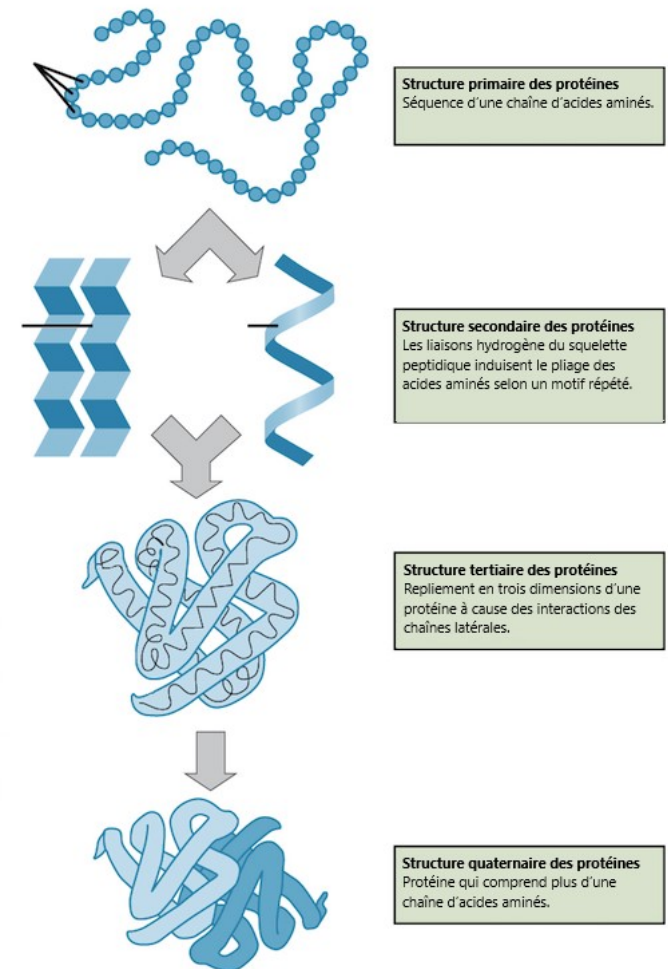 Structure primaire des protéines
Séquence d'une chaîne d'acides aminés.
Structure secondaire des protéines
Les liaisons hydrogène du squelette
peptidique induisent le pliage des
acides aminés selon un motif répété.
Structure tertiaire des protéines
Repliement en trois dimensions d'une
protéine à cause des interactions des
chaînes latérales.
Structure quaternaire des protéines
Protéine qui comprend plus d'une
chaîne d'acides aminés.